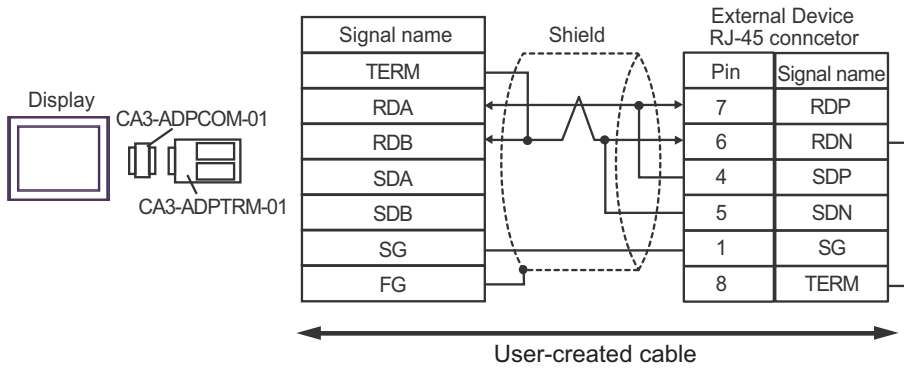 Display
CA3-ADPCOM-01
CA3-ADPTRM-01
Signal name
TERM
RDA
RDB
SDA
SDB
SG
FG
Shield
External Device
RJ-45 conncetor
Pin Signal name
7 RDP
6 RDN
4 SDP
5 SDN
1 SG
8 TERM
User-created cable